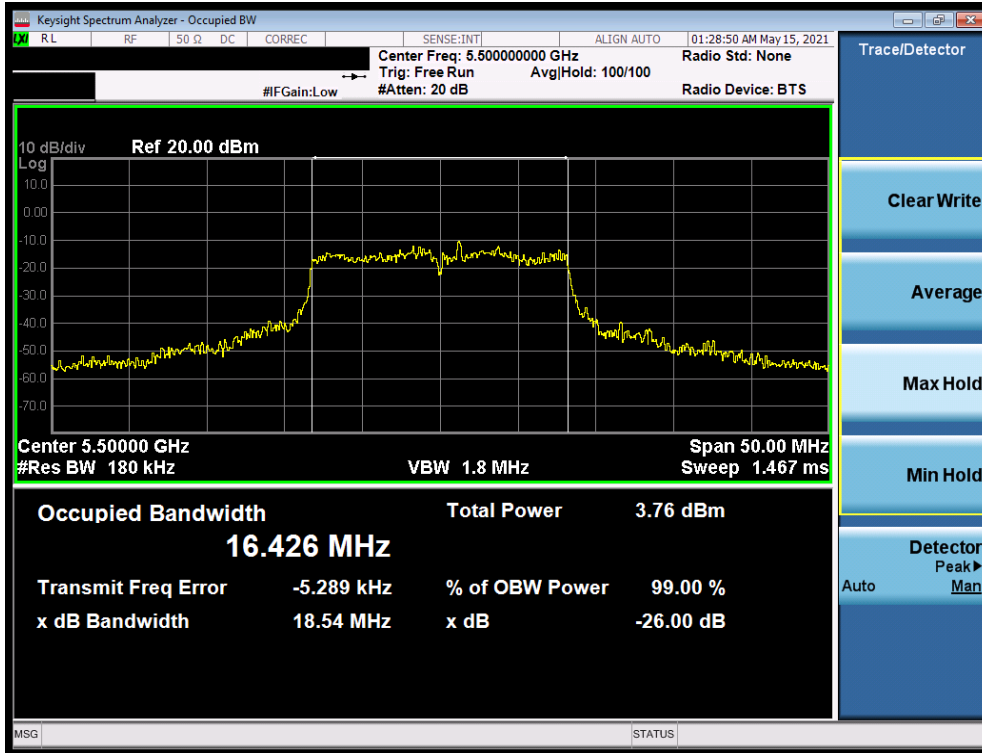 Keysight Spectrum Analyzer - Occupied BW
LXI RL RF 50 Ω DC CORREC SENSE:INT ALIGN AUTO 01:28:50 AM May 15, 2021
Center Freq: 5.500000000 GHz Radio Std: None
Trig: Free Run Avg|Hold: 100/100
#IFGain:Low #Atten: 20 dB Radio Device: BTS
10 dB/div Ref 20.00 dBm
Log
10.0
0.00
-10.0
-20.0
-30.0
-40.0
-50.0
-60.0
-70.0
Center 5.50000 GHz Span 50.00 MHz
#Res BW 180 kHz VBW 1.8 MHz Sweep 1.467 ms
Occupied Bandwidth Total Power 3.76 dBm
16.426 MHz
Transmit Freq Error -5.289 kHz % of OBW Power 99.00 %
x dB Bandwidth 18.54 MHz x dB -26.00 dB
MSG STATUS
Trace/Detector
Clear Write
Average
Max Hold
Min Hold
Detector
Peak▶
Auto Man